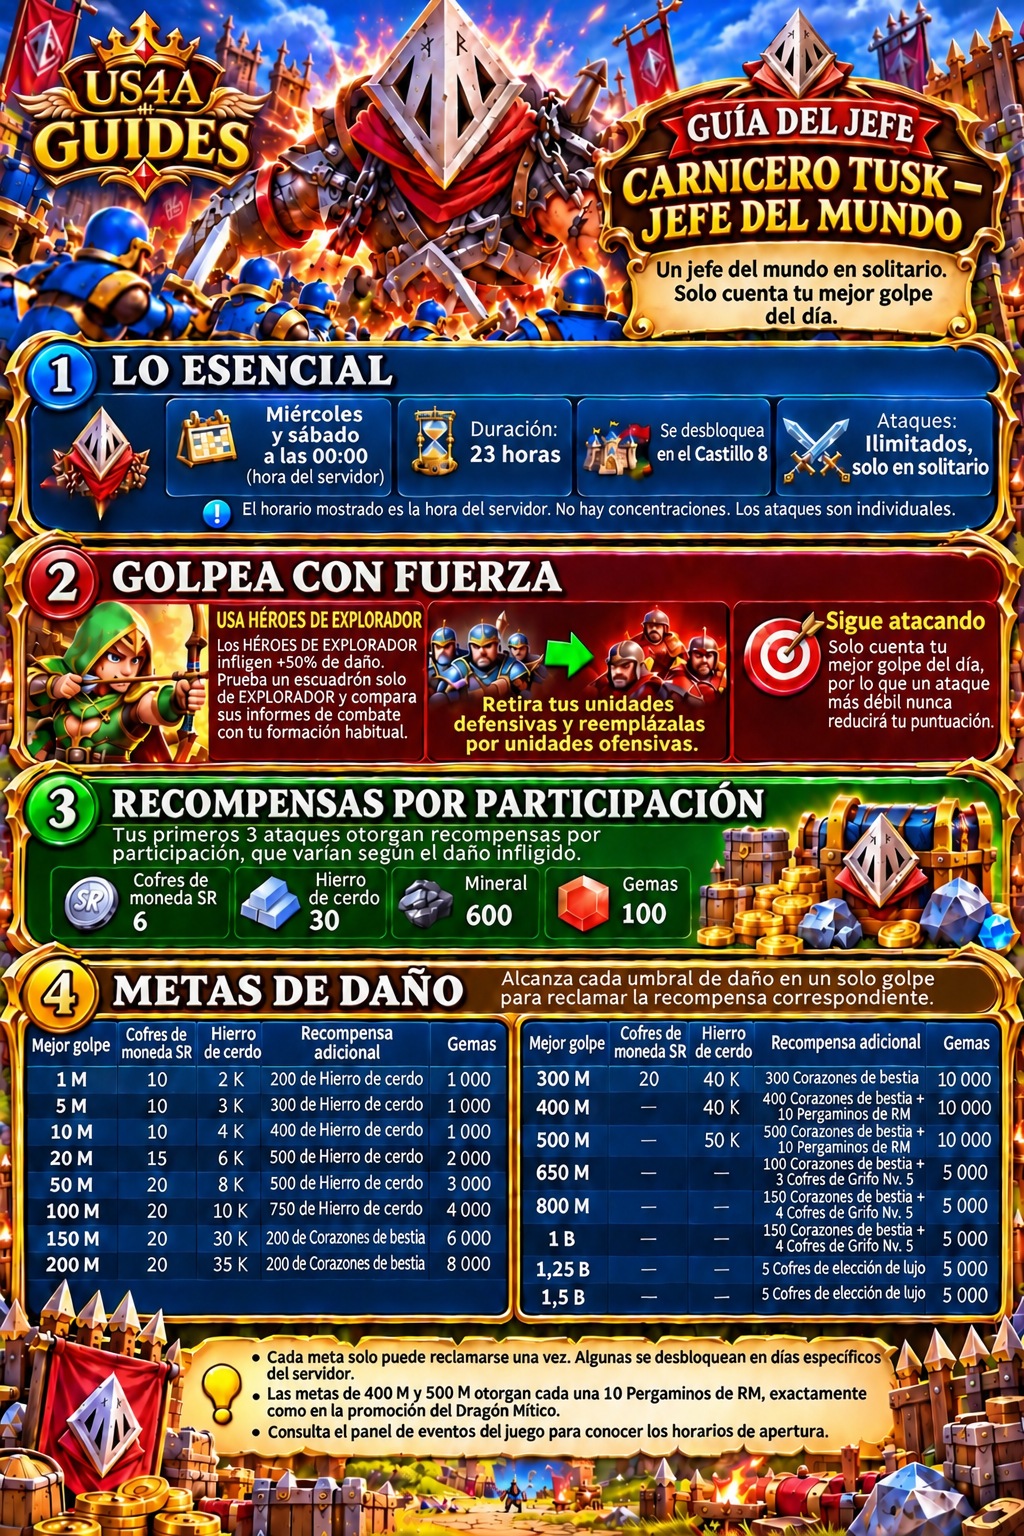 US4A
GUIDES
GUÍA DEL JEFE
CARNICERO TUSK –
JEFE DEL MUNDO
Un jefe del mundo en solitario.
Solo cuenta tu mejor golpe
del día.
1 LO ESENCIAL
Miércoles
y sábado
a las 00:00
(hora del servidor)
Duración:
23 horas
Se desbloquea
en el Castillo 8
Ataques:
Ilimitados,
solo en solitario
! El horario mostrado es la hora del servidor. No hay concentraciones. Los ataques son individuales.
2 GOLPEA CON FUERZA
USA HÉROES DE EXPLORADOR
Los HÉROES DE EXPLORADOR
infligen +50% de daño.
Prueba un escuadrón solo
de EXPLORADOR y compara
sus informes de combate
con tu formación habitual.
Retira tus unidades
defensivas y reemplázalas
por unidades ofensivas.
Sigue atacando
Solo cuenta tu
mejor golpe del día,
por lo que un ataque
más débil nunca
reducirá tu puntuación.
3 RECOMPENSAS POR PARTICIPACIÓN
Tus primeros 3 ataques otorgan recompensas por
participación, que varían según el daño infligido.
SR
Cofres de
moneda SR
6
Hierro
de cerdo
30
Mineral
600
Gemas
100
4 METAS DE DAÑO
Alcanza cada umbral de daño en un solo golpe
para reclamar la recompensa correspondiente.
Mejor golpe | Cofres de moneda SR | Hierro de cerdo | Recompensa adicional | Gemas
1 M | 10 | 2 K | 200 de Hierro de cerdo | 1 000
5 M | 10 | 3 K | 300 de Hierro de cerdo | 1 000
10 M | 10 | 4 K | 400 de Hierro de cerdo | 1 000
20 M | 15 | 6 K | 500 de Hierro de cerdo | 2 000
50 M | 20 | 8 K | 500 de Hierro de cerdo | 3 000
100 M | 20 | 10 K | 750 de Hierro de cerdo | 4 000
150 M | 20 | 30 K | 200 de Corazones de bestia | 6 000
200 M | 20 | 35 K | 200 de Corazones de bestia | 8 000
Mejor golpe | Cofres de moneda SR | Hierro de cerdo | Recompensa adicional | Gemas
300 M | 20 | 40 K | 300 Corazones de bestia | 10 000
400 M | — | 40 K | 400 Corazones de bestia + 10 Pergaminos de RM | 10 000
500 M | — | 50 K | 500 Corazones de bestia + 10 Pergaminos de RM | 10 000
650 M | — | — | 100 Corazones de bestia + 3 Cofres de Grifo Nv. 5 | 5 000
800 M | — | — | 150 Corazones de bestia + 4 Cofres de Grifo Nv. 5 | 5 000
1 B | — | — | 150 Corazones de bestia + 4 Cofres de Grifo Nv. 5 | 5 000
1,25 B | — | — | 5 Cofres de elección de lujo | 5 000
1,5 B | — | — | 5 Cofres de elección de lujo | 5 000
• Cada meta solo puede reclamarse una vez. Algunas se desbloquean en días específicos
del servidor.
• Las metas de 400 M y 500 M otorgan cada una 10 Pergaminos de RM, exactamente
como en la promoción del Dragón Mítico.
• Consulta el panel de eventos del juego para conocer los horarios de apertura.